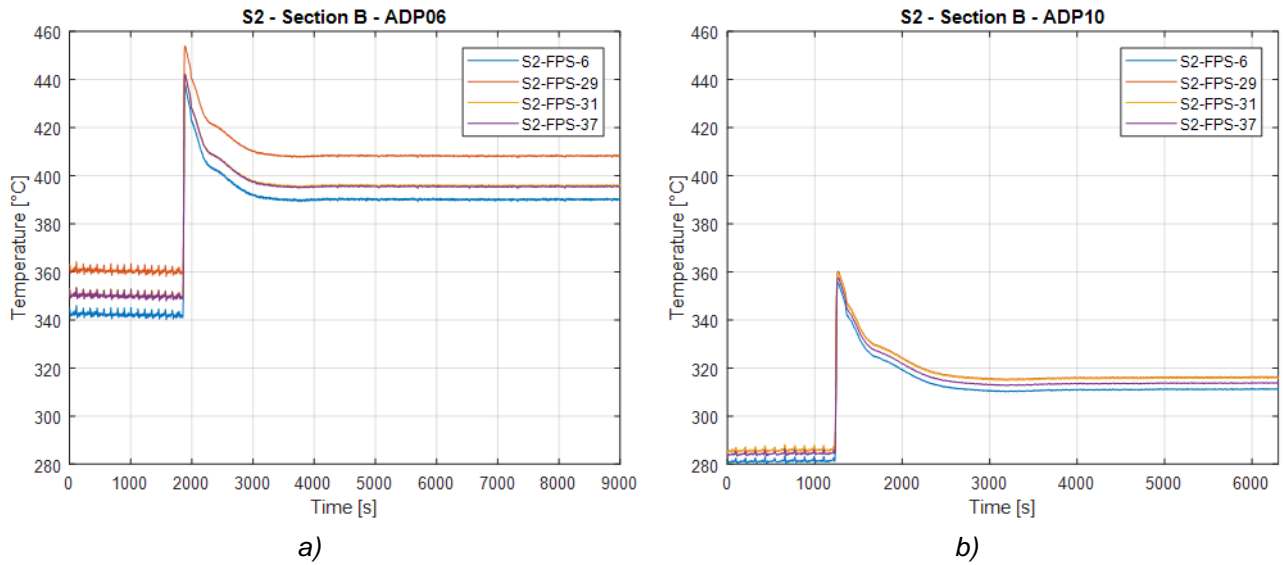 S2 - Section B - ADP06
460
440
420
400
380
360
340
320
300
280
Temperature [°C]
0 1000 2000 3000 4000 5000 6000 7000 8000 9000
Time [s]
S2-FPS-6
S2-FPS-29
S2-FPS-31
S2-FPS-37
a)
S2 - Section B - ADP10
460
440
420
400
380
360
340
320
300
280
Temperature [°C]
0 1000 2000 3000 4000 5000 6000
Time [s]
S2-FPS-6
S2-FPS-29
S2-FPS-31
S2-FPS-37
b)